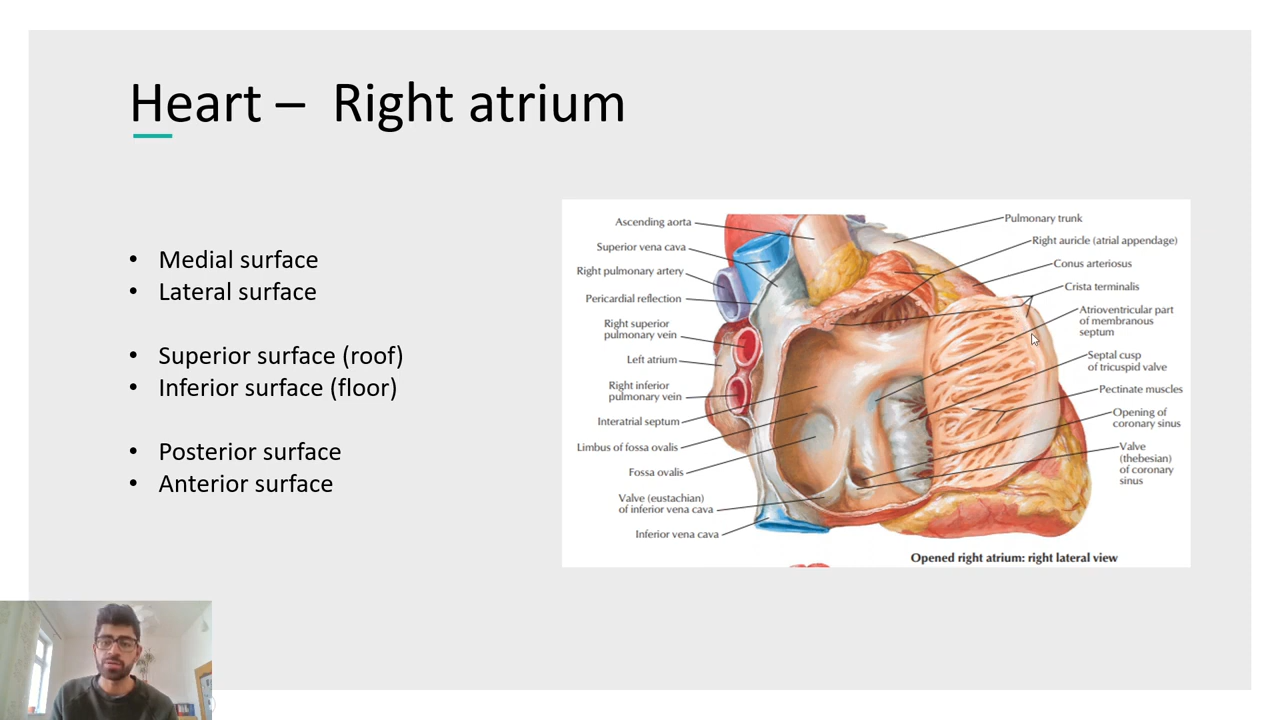 Heart – Right atrium
• Medial surface
• Lateral surface
• Superior surface (roof)
• Inferior surface (floor)
• Posterior surface
• Anterior surface
Ascending aorta
Superior vena cava
Right pulmonary artery
Pericardial reflection
Right superior
pulmonary vein
Left atrium
Right inferior
pulmonary vein
Interatrial septum
Limbus of fossa ovalis
Fossa ovalis
Valve (eustachian)
of inferior vena cava
Inferior vena cava
Pulmonary trunk
Right auricle (atrial appendage)
Conus arteriosus
Crista terminalis
Atrioventricular part
of membranous
septum
Septal cusp
of tricuspid valve
Pectinate muscles
Opening of
coronary sinus
Valve
(thebesian)
of coronary
sinus
Opened right atrium: right lateral view